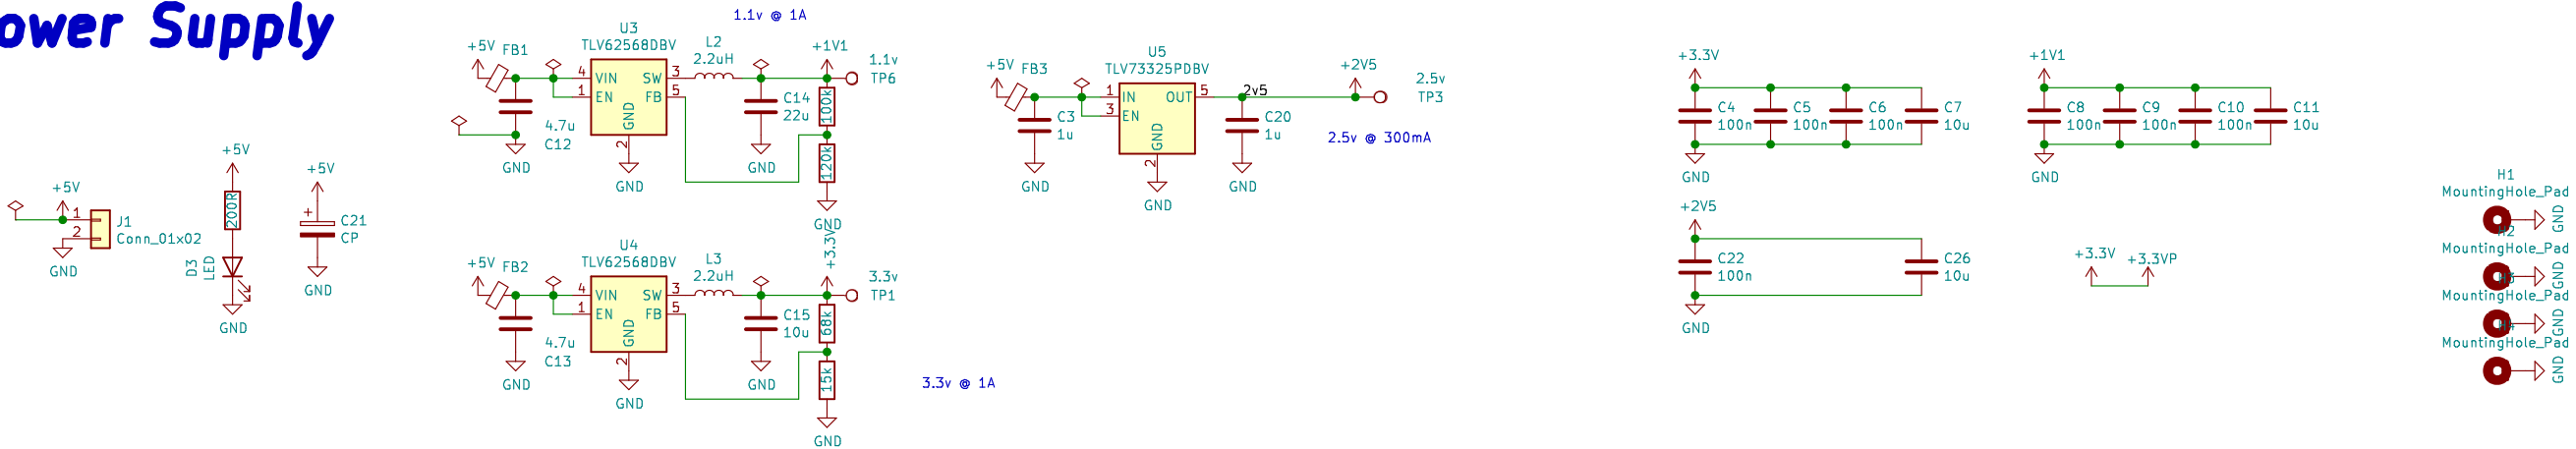 ower Supply
1.1v @ 1A
+5V
FB1
U3
TLV62568DBV
4 VIN
1 EN
SW 3
FB 5
GND
2
GND
4.7u
C12
GND
L2
2.2uH
C14
22u
GND
+1V1
1.1v
TP6
100k
120k
GND
+5V
FB3
U5
TLV73325PDBV
1 IN
3 EN
OUT 5
GND
2
GND
C3
1u
GND
2v5
C20
1u
GND
+2V5
2.5v
TP3
2.5v @ 300mA
+3.3V
C4
100n
C5
100n
C6
100n
C7
10u
GND
+1V1
C8
100n
C9
100n
C10
100n
C11
10u
GND
+5V
1
2
J1
Conn_01x02
GND
+5V
200R
D3
LED
GND
+5V
+
C21
CP
GND
+5V
FB2
U4
TLV62568DBV
4 VIN
1 EN
SW 3
FB 5
GND
2
GND
4.7u
C13
GND
L3
2.2uH
C15
10u
GND
+3.3V
3.3v
TP1
68k
15k
GND
3.3v @ 1A
+2V5
C22
100n
C26
10u
GND
+3.3V
+3.3VP
H1
MountingHole_Pad
GND
H2
MountingHole_Pad
GND
H3
MountingHole_Pad
GND
H4
MountingHole_Pad
GND